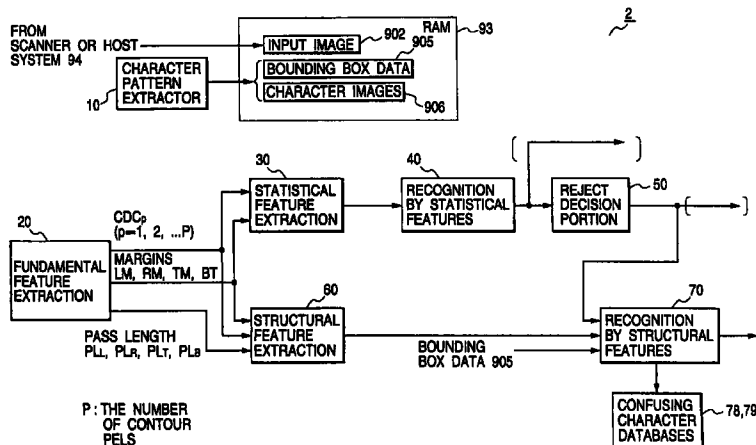 2
FROM
SCANNER OR HOST
SYSTEM 94
RAM
93
INPUT IMAGE
902
905
BOUNDING BOX DATA
CHARACTER IMAGES
906
CHARACTER
PATTERN
EXTRACTOR
10
30
STATISTICAL
FEATURE
EXTRACTION
40
RECOGNITION
BY STATISTICAL
FEATURES
50
REJECT
DECISION
PORTION
20
FUNDAMENTAL
FEATURE
EXTRACTION
CDCP
(p=1, 2, ...P)
MARGINS
LM, RM, TM, BT
PASS LENGTH
PLL, PLR, PLT, PLB
60
STRUCTURAL
FEATURE
EXTRACTION
BOUNDING
BOX DATA 905
70
RECOGNITION
BY STRUCTURAL
FEATURES
CONFUSING
CHARACTER
DATABASES
78,79
P : THE NUMBER
OF CONTOUR
PELS